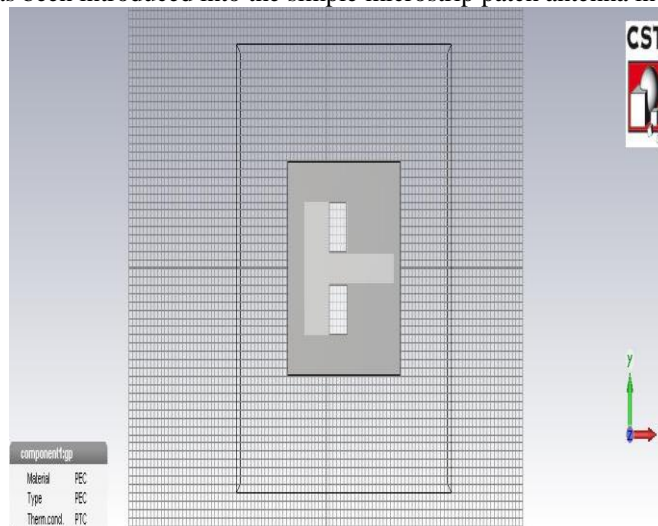 CST
y
z
component1:gp
Material PEC
Type PEC
Therm.cond. PTC